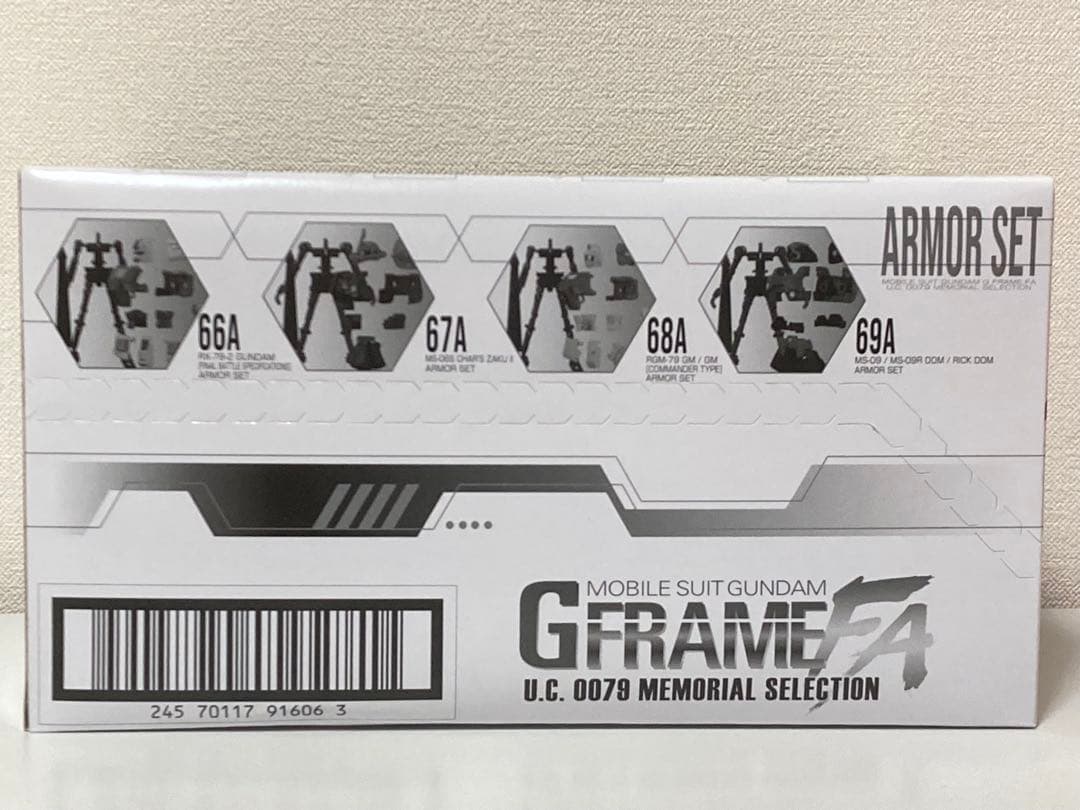 ARMOR SET
MOBILE SUIT GUNDAM G FRAME FA
U.C. 0079 MEMORIAL SELECTION
66A
RX-78-2 GUNDAM
[FINAL BATTLE SPECIFICATIONS]
ARMOR SET
67A
MS-06S CHAR'S ZAKU II
ARMOR SET
68A
RGM-79 GM / GM
[COMMANDER TYPE]
ARMOR SET
69A
MS-09 / MS-09R DOM / RICK DOM
ARMOR SET
MOBILE SUIT GUNDAM
GFRAME FA
U.C. 0079 MEMORIAL SELECTION
245 70117 91606 3